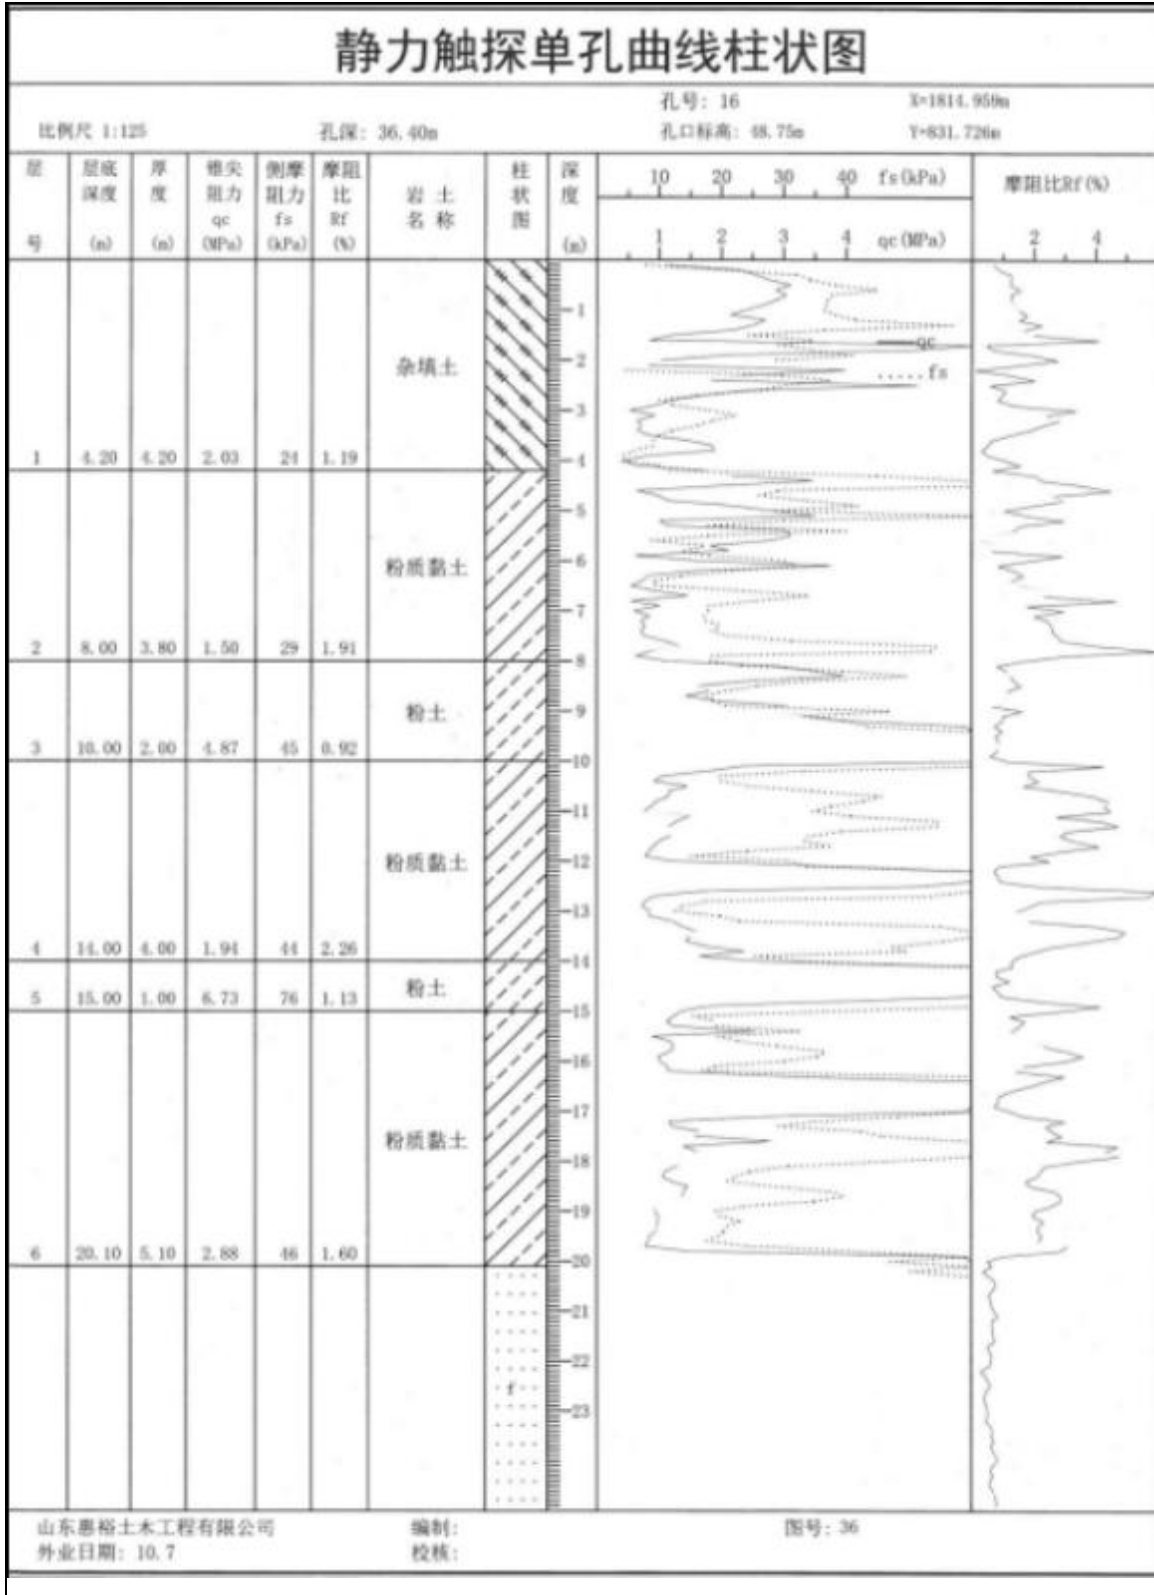 静力触探单孔曲线柱状图
孔号: 16 X=1814.959m
比例尺 1:125 孔深: 36.40m 孔口标高: 48.75m Y=831.726m
层号 层底深度 (m) 厚度 (m) 锥尖阻力 qc (MPa) 侧摩阻力 fs (kPa) 摩阻比 Rf (%) 岩土名称 柱状图 深度 (m)
10 20 30 40 fs(kPa)
1 2 3 4 qc(MPa)
摩阻比Rf(%)
2 4
qc
fs
杂填土
1 4.20 4.20 2.03 24 1.19
粉质黏土
2 8.00 3.80 1.50 29 1.91
粉土
3 10.00 2.00 4.87 45 0.92
粉质黏土
4 14.00 4.00 1.94 44 2.26
粉土
5 15.00 1.00 6.73 76 1.13
粉质黏土
6 20.10 5.10 2.88 46 1.60
f
1
2
3
4
5
6
7
8
9
10
11
12
13
14
15
16
17
18
19
20
21
22
23
山东惠裕土木工程有限公司 编制: 图号: 36
外业日期: 10.7 校核: